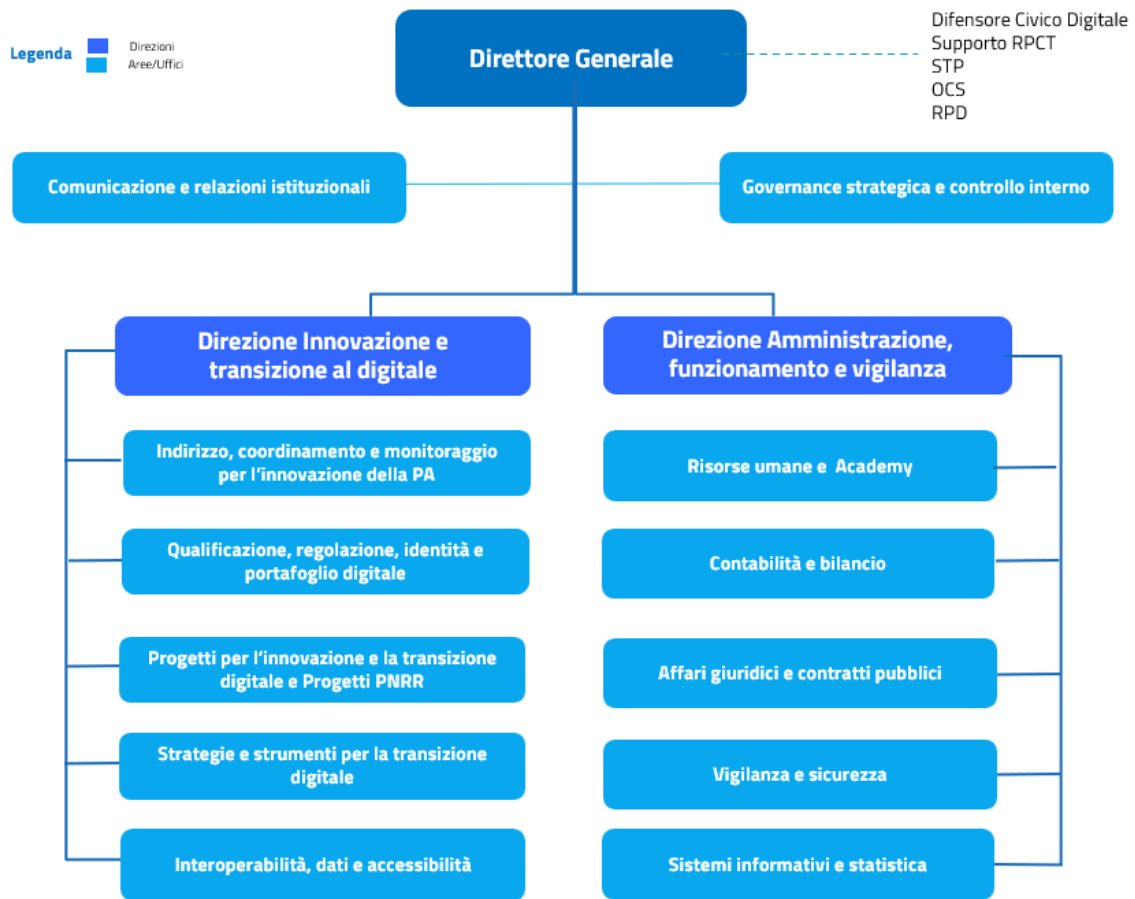 Legenda
Direzioni
Aree/Uffici
Direttore Generale
Difensore Civico Digitale
Supporto RPCT
STP
OCS
RPD
Comunicazione e relazioni istituzionali
Governance strategica e controllo interno
Direzione Innovazione e
transizione al digitale
Direzione Amministrazione,
funzionamento e vigilanza
Indirizzo, coordinamento e monitoraggio
per l'innovazione della PA
Risorse umane e Academy
Qualificazione, regolazione, identità e
portafoglio digitale
Contabilità e bilancio
Progetti per l'innovazione e la transizione
digitale e Progetti PNRR
Affari giuridici e contratti pubblici
Strategie e strumenti per la transizione
digitale
Vigilanza e sicurezza
Interoperabilità, dati e accessibilità
Sistemi informativi e statistica